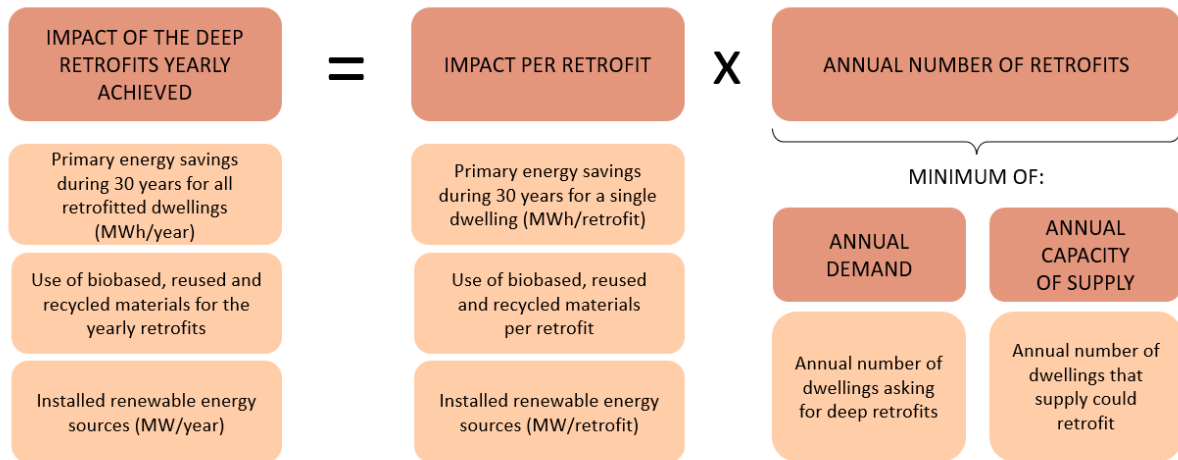 IMPACT OF THE DEEP
RETROFITS YEARLY
ACHIEVED
=
IMPACT PER RETROFIT
X
ANNUAL NUMBER OF RETROFITS
Primary energy savings
during 30 years for all
retrofitted dwellings
(MWh/year)
Use of biobased, reused and
recycled materials for the
yearly retrofits
Installed renewable energy
sources (MW/year)
Primary energy savings
during 30 years for a single
dwelling (MWh/retrofit)
Use of biobased, reused
and recycled materials
per retrofit
Installed renewable energy
sources (MW/retrofit)
MINIMUM OF:
ANNUAL
DEMAND
Annual number of
dwellings asking
for deep retrofits
ANNUAL
CAPACITY
OF SUPPLY
Annual number of
dwellings that
supply could
retrofit